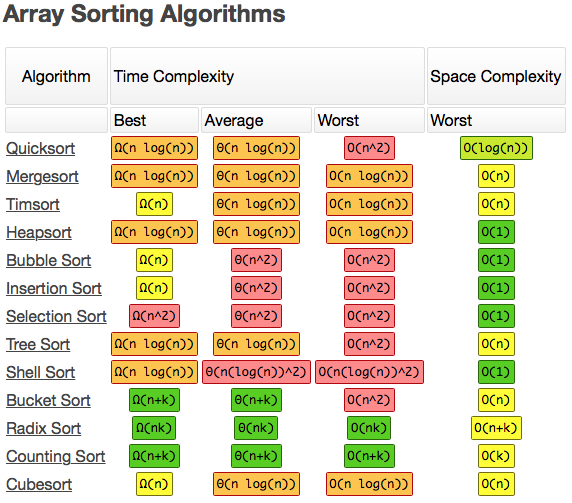 Array Sorting Algorithms
Algorithm Time Complexity Space Complexity
Best Average Worst Worst
Quicksort Ω(n log(n)) Θ(n log(n)) O(n^2) O(log(n))
Mergesort Ω(n log(n)) Θ(n log(n)) O(n log(n)) O(n)
Timsort Ω(n) Θ(n log(n)) O(n log(n)) O(n)
Heapsort Ω(n log(n)) Θ(n log(n)) O(n log(n)) O(1)
Bubble Sort Ω(n) Θ(n^2) O(n^2) O(1)
Insertion Sort Ω(n) Θ(n^2) O(n^2) O(1)
Selection Sort Ω(n^2) Θ(n^2) O(n^2) O(1)
Tree Sort Ω(n log(n)) Θ(n log(n)) O(n^2) O(n)
Shell Sort Ω(n log(n)) Θ(n(log(n))^2) O(n(log(n))^2) O(1)
Bucket Sort Ω(n+k) Θ(n+k) O(n^2) O(n)
Radix Sort Ω(nk) Θ(nk) O(nk) O(n+k)
Counting Sort Ω(n+k) Θ(n+k) O(n+k) O(k)
Cubesort Ω(n) Θ(n log(n)) O(n log(n)) O(n)